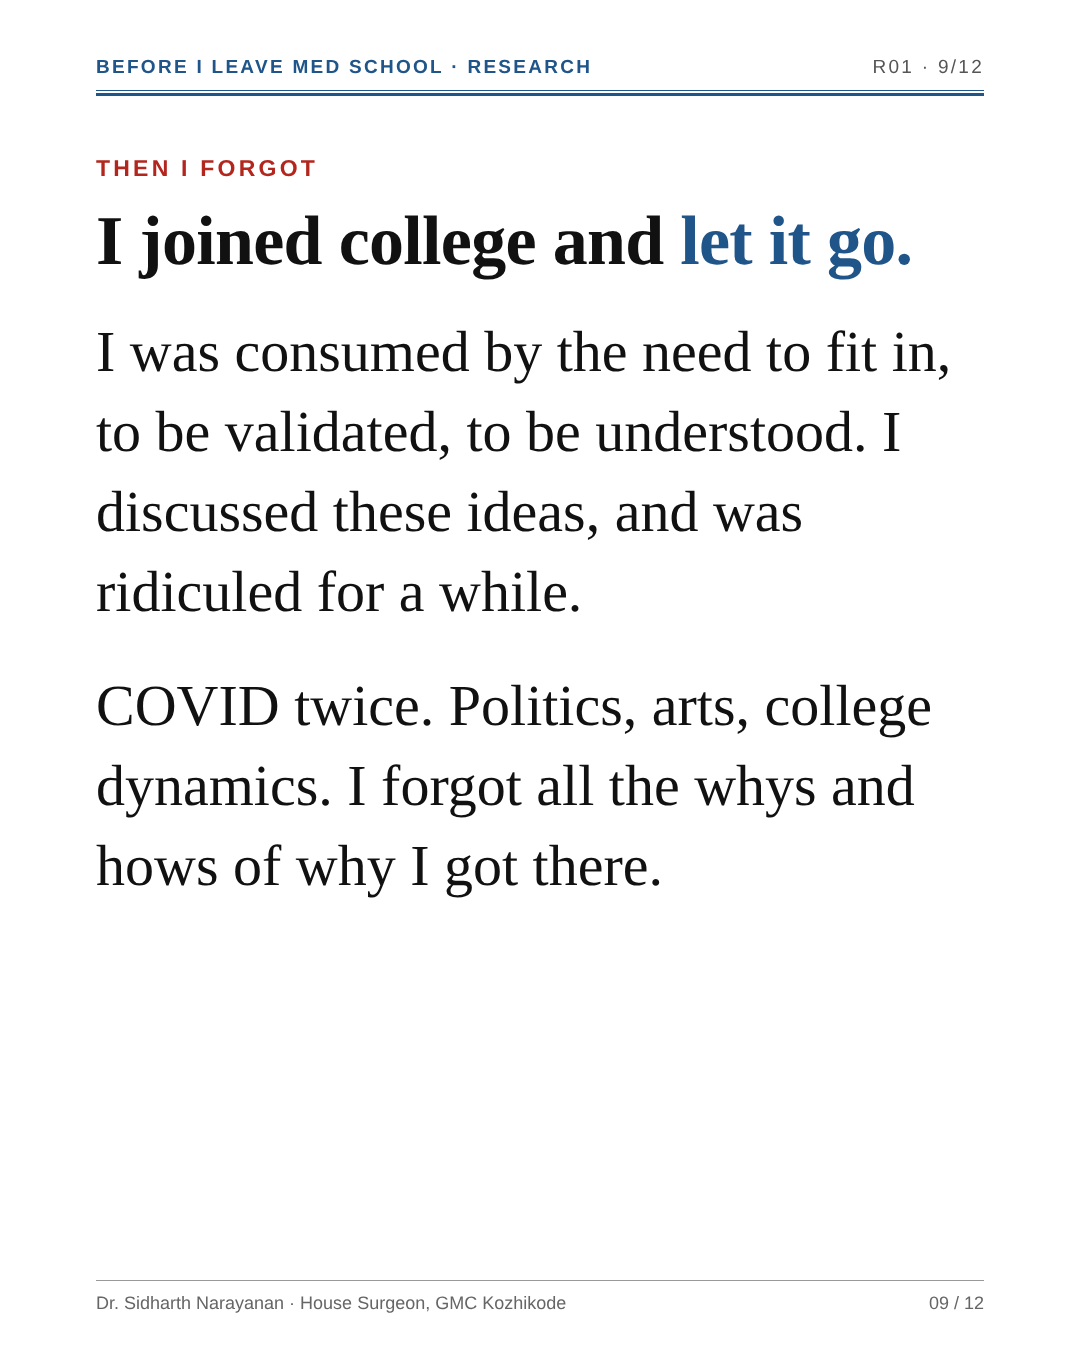 BEFORE I LEAVE MED SCHOOL · RESEARCH
R01 · 9/12
THEN I FORGOT
I joined college and let it go.
I was consumed by the need to fit in,
to be validated, to be understood. I
discussed these ideas, and was
ridiculed for a while.
COVID twice. Politics, arts, college
dynamics. I forgot all the whys and
hows of why I got there.
Dr. Sidharth Narayanan · House Surgeon, GMC Kozhikode
09 / 12